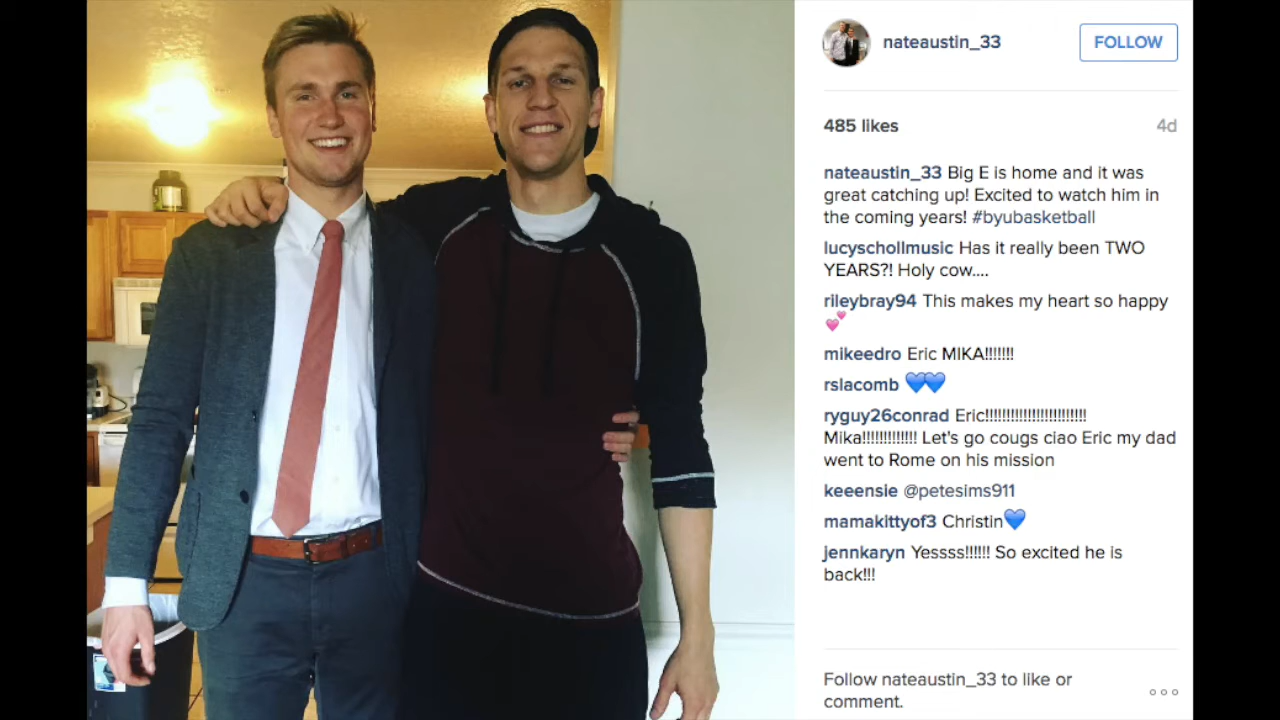 nateaustin_33
FOLLOW
485 likes
4d
nateaustin_33 Big E is home and it was
great catching up! Excited to watch him in
the coming years! #byubasketball
lucyschollmusic Has it really been TWO
YEARS?! Holy cow....
rileybray94 This makes my heart so happy
💕
mikeedro Eric MIKA!!!!!!!
rslacomb 💙💙
ryguy26conrad Eric!!!!!!!!!!!!!!!!!!!!!!!!
Mika!!!!!!!!!!!!! Let's go cougs ciao Eric my dad
went to Rome on his mission
keeensie @petesims911
mamakittyof3 Christin💙
jennkaryn Yessss!!!!!! So excited he is
back!!!
Follow nateaustin_33 to like or
comment.